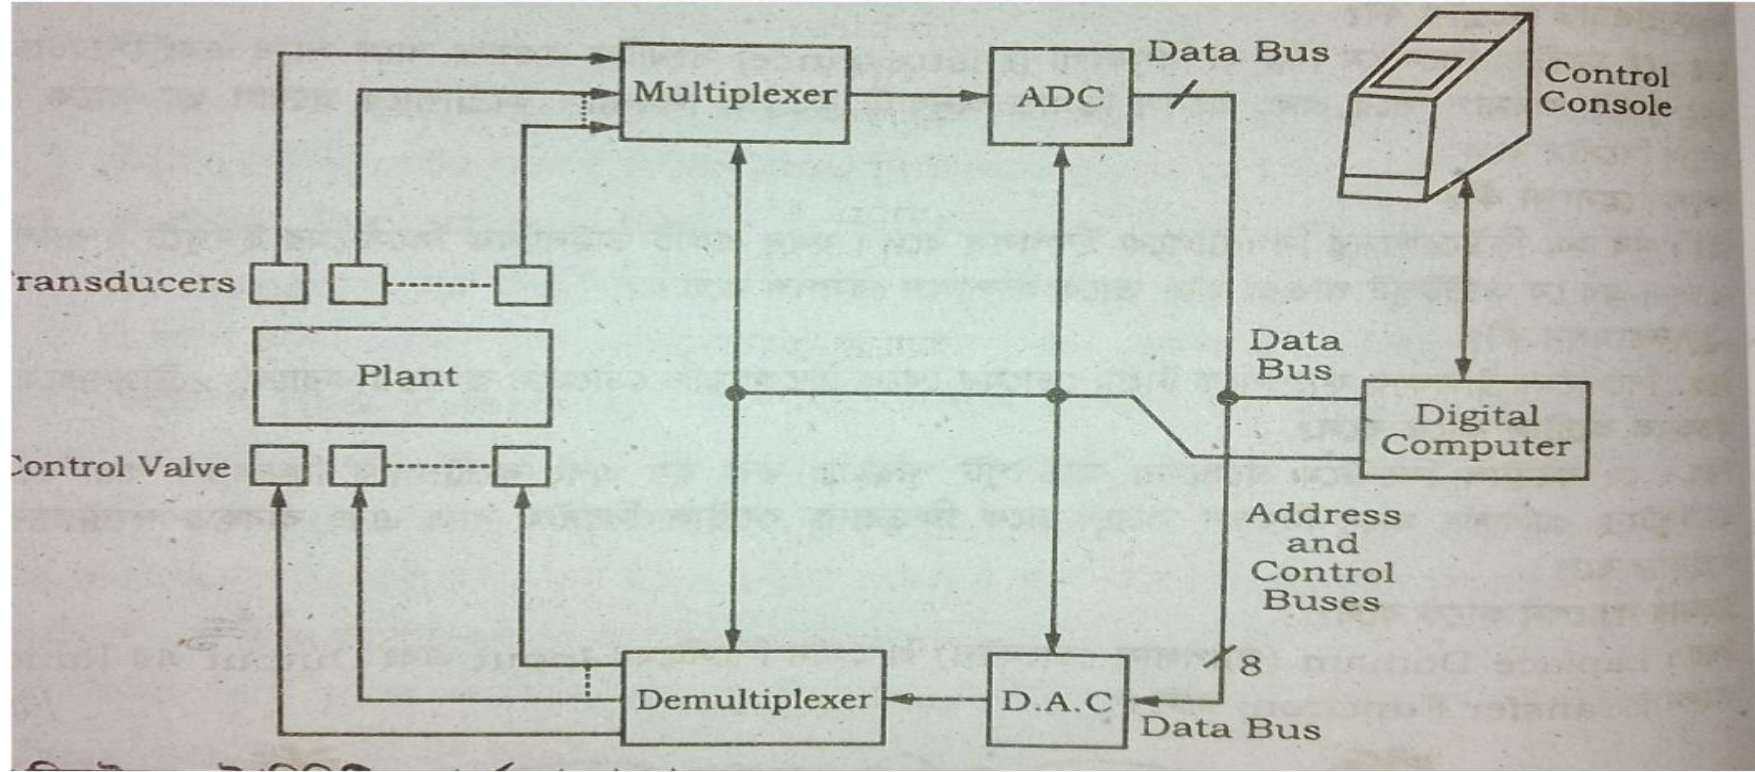 Multiplexer
ADC
Data Bus
Control
Console
ransducers
Plant
Data
Bus
Digital
Computer
Control Valve
Address
and
Control
Buses
8
Demultiplexer
D.A.C
Data Bus